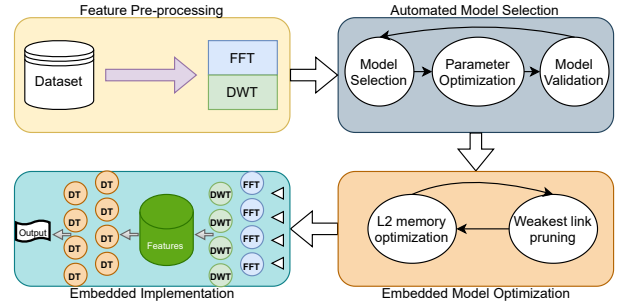 Feature Pre-processing
Dataset
FFT
DWT
Automated Model Selection
Model
Selection
Parameter
Optimization
Model
Validation
L2 memory
optimization
Weakest link
pruning
Embedded Model Optimization
Output
DT
DT
DT
DT
DT
DT
DT
DT
Features
DWT
DWT
DWT
DWT
FFT
FFT
FFT
FFT
Embedded Implementation